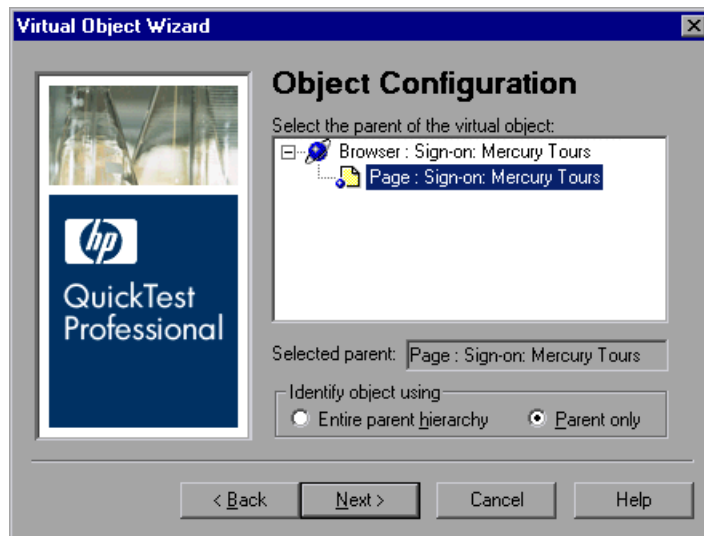 Virtual Object Wizard
Object Configuration
Select the parent of the virtual object:
Browser : Sign-on: Mercury Tours
Page : Sign-on: Mercury Tours
hp
QuickTest
Professional
Selected parent: Page : Sign-on: Mercury Tours
Identify object using
Entire parent hierarchy Parent only
< Back Next > Cancel Help